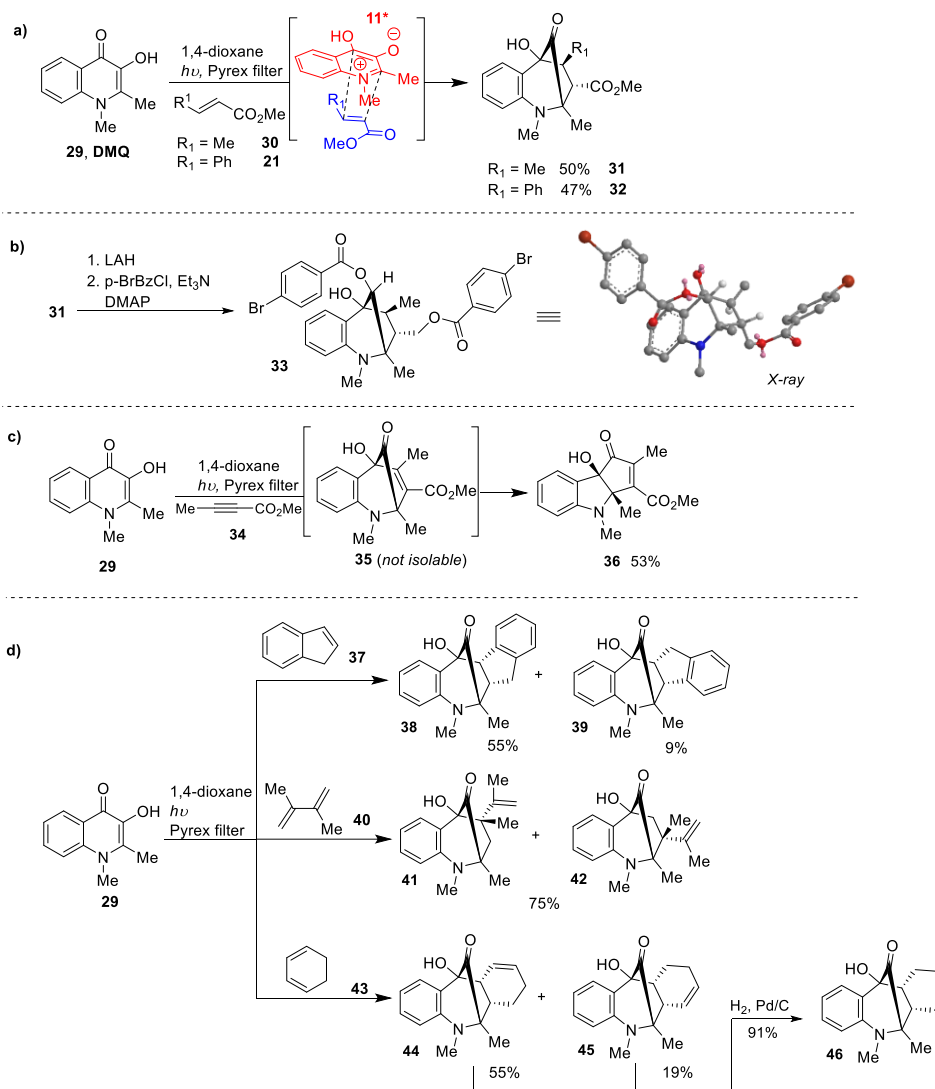 a)
O
OH
N
Me
Me
29, DMQ
1,4-dioxane
hυ, Pyrex filter
R1
CO2Me
R1 = Me 30
R1 = Ph 21
11*
HO
O
⊖
⊕
N
Me
Me
R1
MeO
O
O
HO
R1
CO2Me
N
Me
Me
R1 = Me 50% 31
R1 = Ph 47% 32
b)
31
1. LAH
2. p-BrBzCl, Et3N
DMAP
O
O
H
Br
HO
Me
Br
O
O
N
Me
Me
33
X-ray
c)
O
OH
N
Me
Me
29
1,4-dioxane
hυ, Pyrex filter
Me
CO2Me
34
O
HO
Me
CO2Me
N
Me
Me
35 (not isolable)
O
HO
Me
CO2Me
Me
N
Me
36 53%
d)
O
OH
N
Me
Me
29
1,4-dioxane
hυ
Pyrex filter
37
O
HO
N
Me
Me
38
55%
+
O
HO
N
Me
Me
39
9%
Me
Me
40
O
Me
HO
Me
N
Me
Me
41
+
O
HO
Me
Me
N
Me
Me
42
75%
43
O
HO
N
Me
Me
44
55%
+
O
HO
N
Me
Me
45
19%
H2, Pd/C
91%
O
HO
N
Me
Me
46